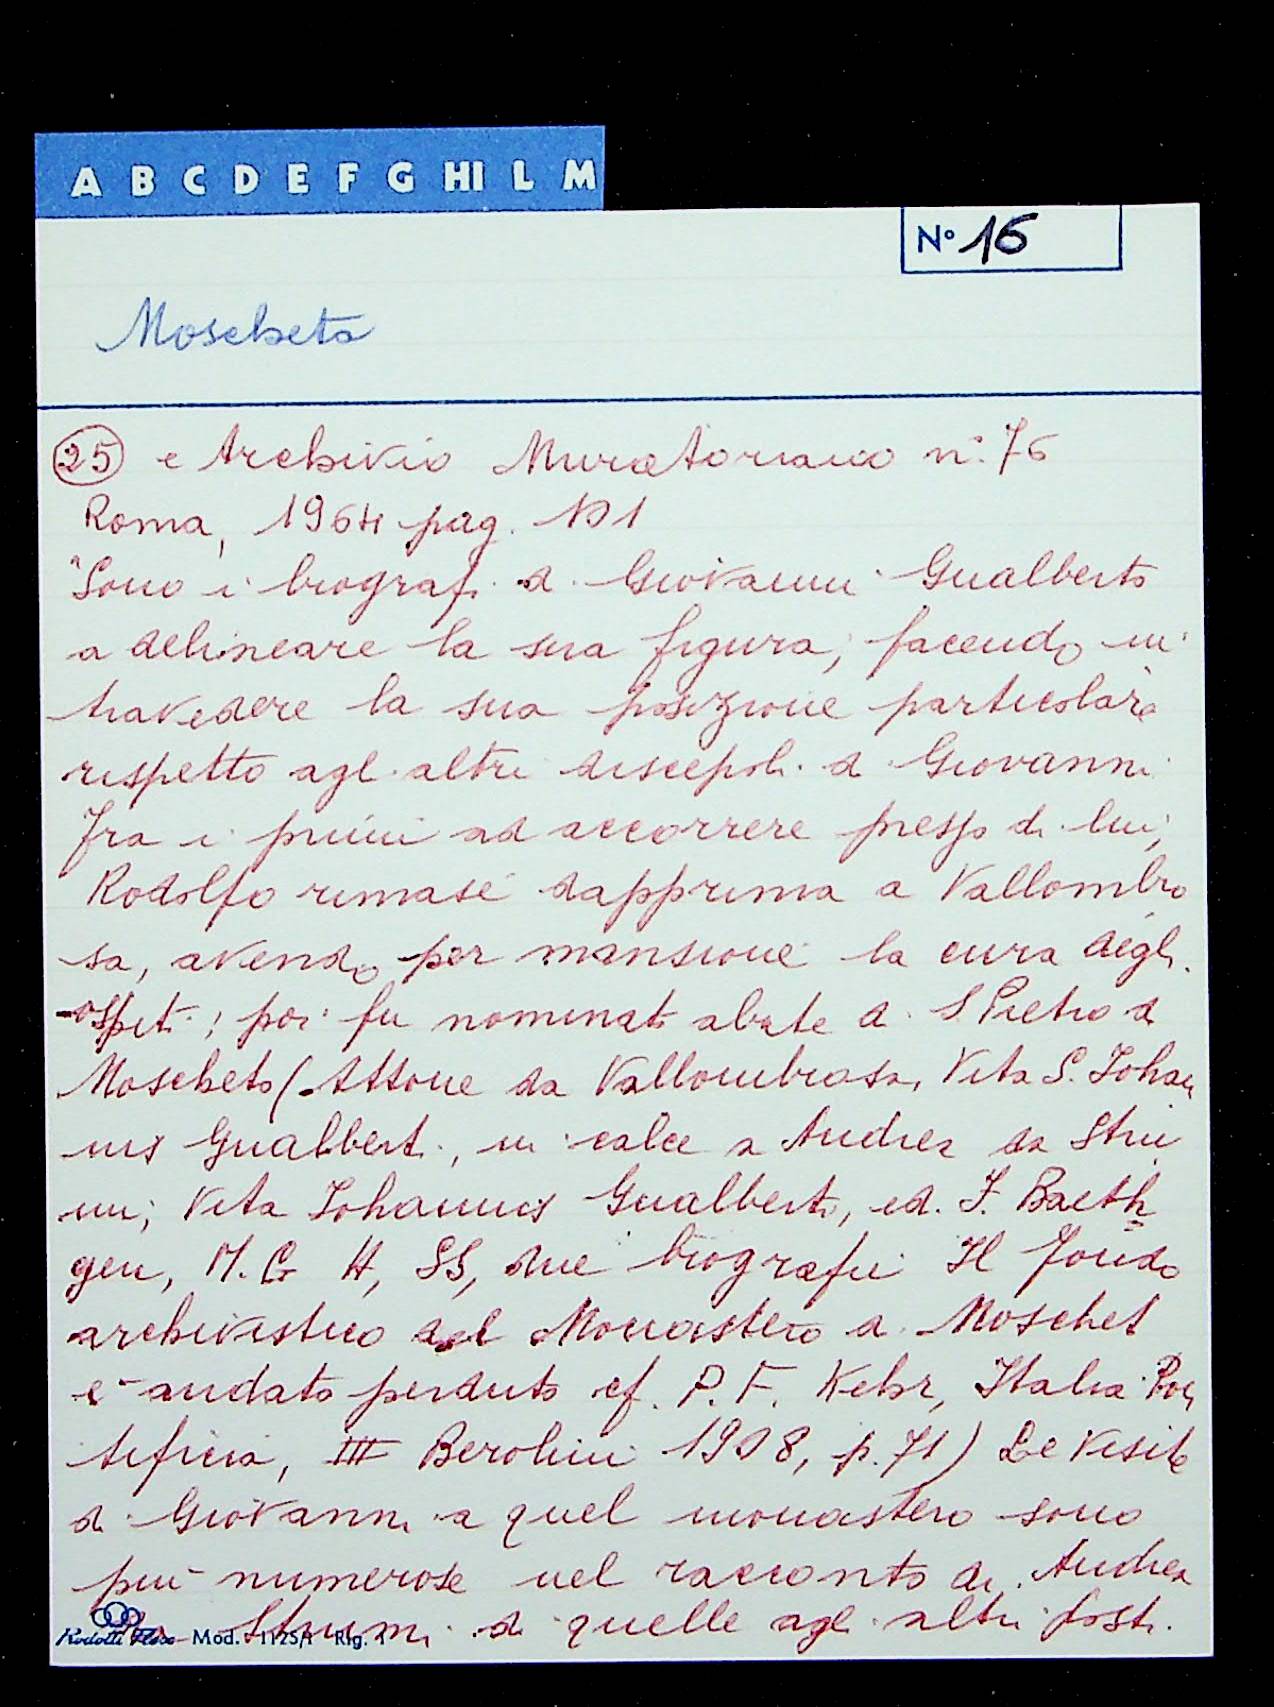 A B C D E F G HI L M
N° 16
Moscheta
25 e Archivio Muratoriano n. 76
Roma, 1964 pag. 101
"Sono i biografi di Giovanni Gualberto
a delineare la sua figura, facendo in
travedere la sua posizione particolare
rispetto agli altri discepoli di Giovanni
Fra i primi ad accorrere presso di lui,
Rodolfo rimase dapprima a Vallombro
sa, avendo per mansione la cura degli
ospiti; poi fu nominato abate di S. Pietro a
Moscheto (Attone da Vallombrosa, Vita S. Johan
nis Gualberti, in calce a Andrea da Stru
mi; Vita Johannis Gualberti, ed. F. Baeth
gen, M. G H, SS, due biografie Il fondo
archivistico del Monastero di Moschet
e andato perduto cf. P. F. Kehr, Italia Pon
tificia, III Berolini 1908, p. 71) Le visite
di Giovanni a quel monastero sono
più numerose nel racconto di Andrea
da Strumi di quelle agli altri posti.
Mod. 1125/1 Rig. 1